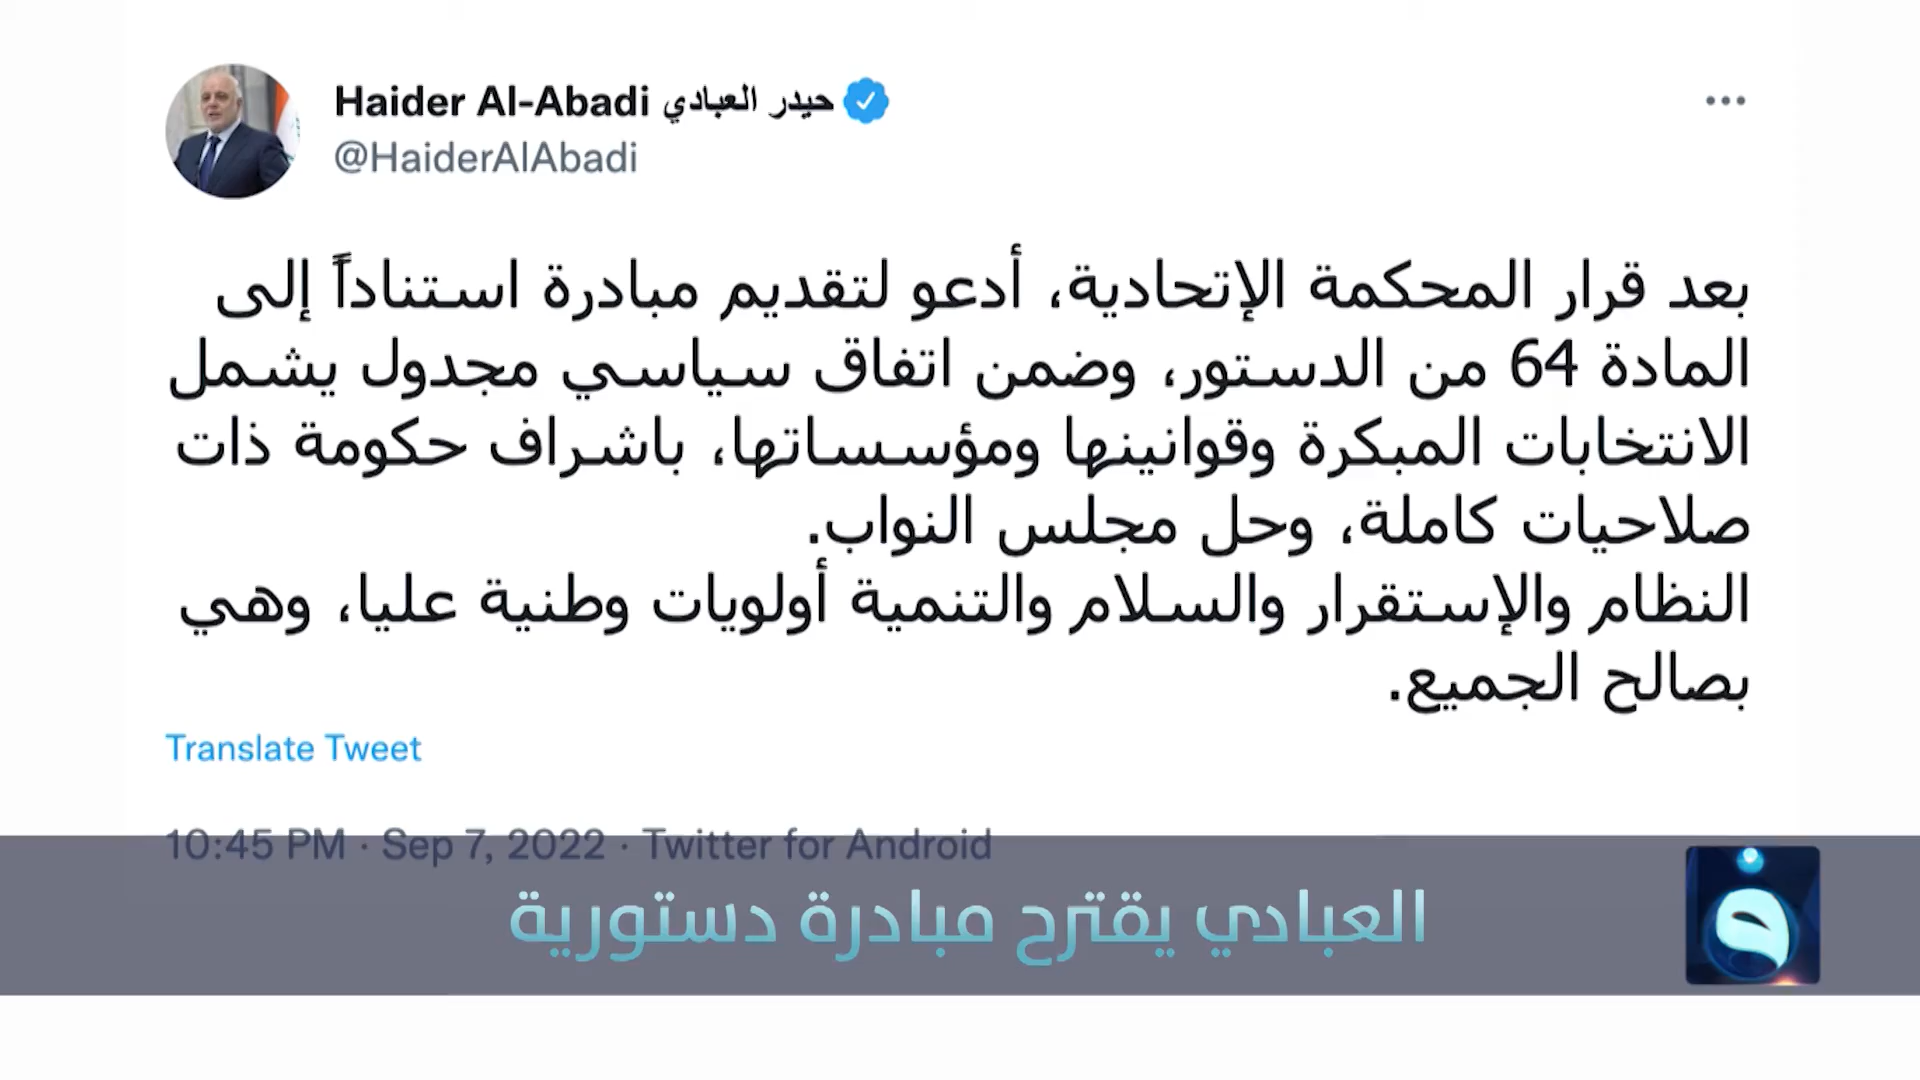 Haider Al-Abadi حيدر العبادي
@HaiderAlAbadi
بعد قرار المحكمة الإتحادية، أدعو لتقديم مبادرة استناداً إلى
المادة 64 من الدستور، وضمن اتفاق سياسي مجدول يشمل
الانتخابات المبكرة وقوانينها ومؤسساتها، باشراف حكومة ذات
صلاحيات كاملة، وحل مجلس النواب.
النظام والإستقرار والسلام والتنمية أولويات وطنية عليا، وهي
بصالح الجميع.
Translate Tweet
10:45 PM · Sep 7, 2022 · Twitter for Android
العبادي يقترح مبادرة دستورية